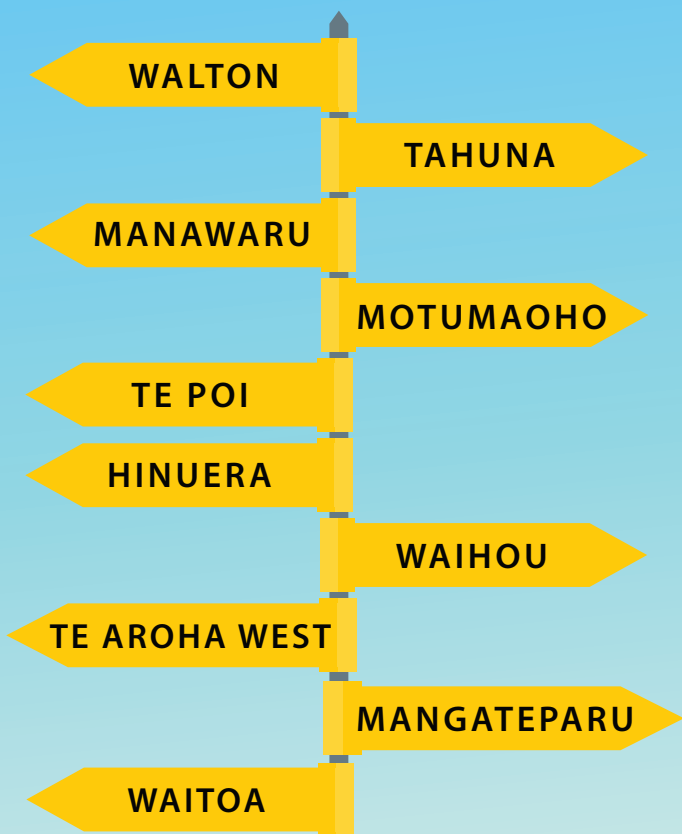 WALTON
TAHUNA
MANAWARU
MOTUMAOHO
TE POI
HINUERA
WAIHOU
TE AROHA WEST
MANGATEPARU
WAITOA